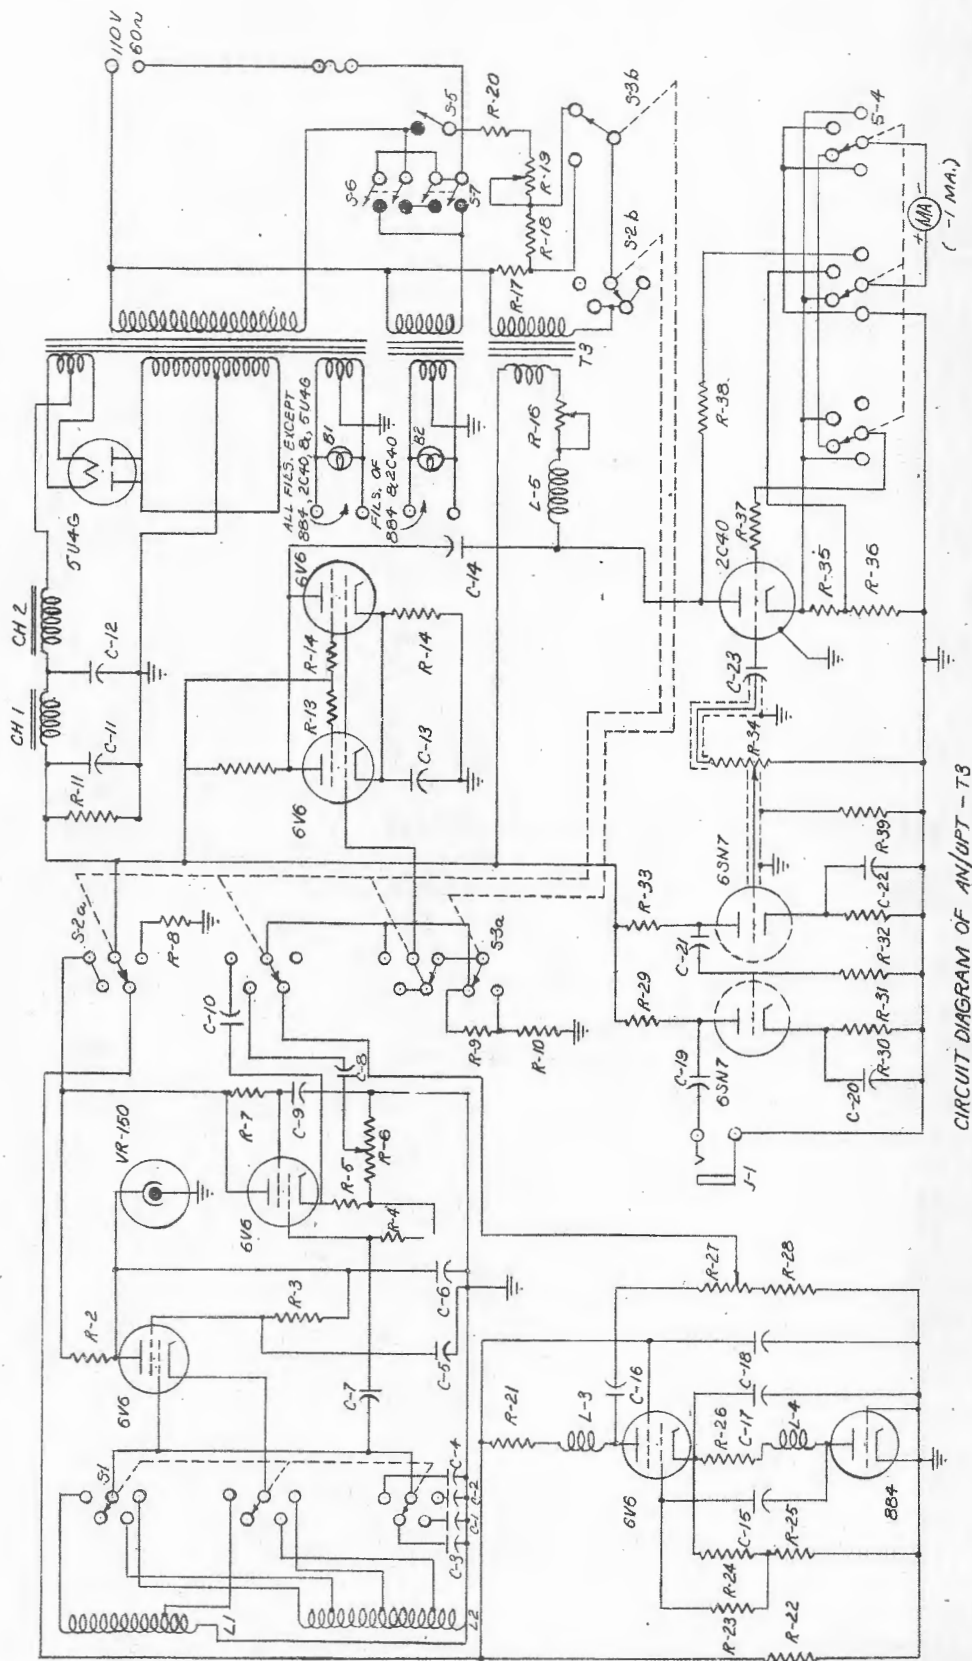 110V
60~
S-5
R-20
S-6
S-7
R-19
R-18
R-17
S-3b
S-2b
T3
CH 2
CH 1
C-12
C-11
R-11
5U4G
ALL FILS. EXCEPT
884, 2C40, & 5U4G
B1
FILS. OF
884 & 2C40
B2
L-5
R-16
6V6
6V6
R-14
R-13
R-14
C-13
C-14
S-4
+ MA -
( -1 MA.)
R-38
2C40
R-37
R-35
R-36
C-23
R-34
S-2a
R-8
C-10
C-8
S-3a
R-9
R-10
VR-150
R-7
C-9
6V6
R-5
R-6
R-4
R-2
6V6
R-3
C-6
C-5
C-7
S1
C-4
C-2
C-1
C-3
L1
L2
R-33
R-29
6SN7
C-21
C-19
6SN7
J-1
C-20
R-30
R-31
R-32
C-22
R-39
R-21
L-3
C-16
R-27
R-28
C-18
6V6
R-26
C-17
L-4
C-15
R-25
R-24
R-23
R-22
884
CIRCUIT DIAGRAM OF AN/UPT-T3